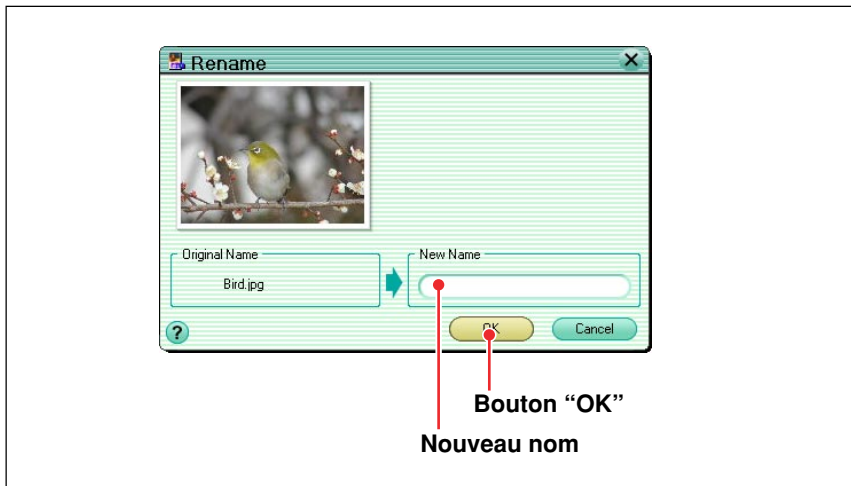 Rename
Original Name
New Name
Bird.jpg
?
OK
Cancel
Bouton “OK”
Nouveau nom